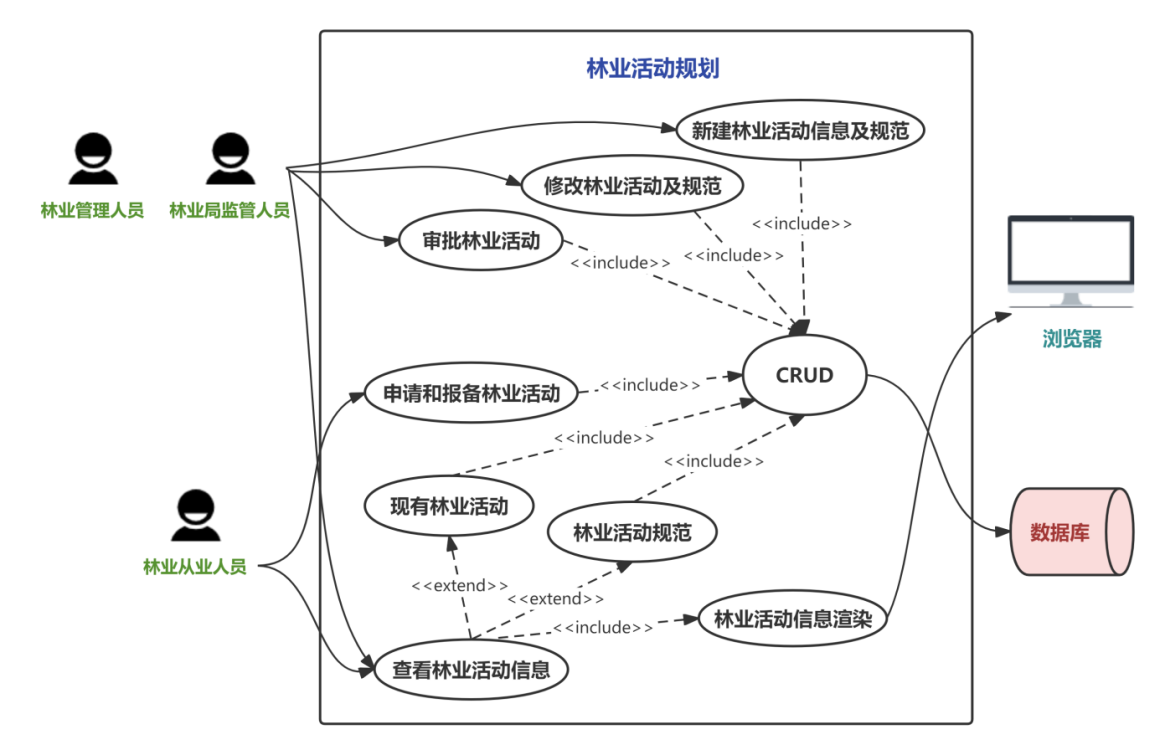 林业活动规划
新建林业活动信息及规范
林业管理人员
林业局监管人员
修改林业活动及规范
<<include>>
审批林业活动
<<include>>
<<include>>
浏览器
CRUD
申请和报备林业活动
<<include>>
<<include>>
<<include>>
现有林业活动
林业活动规范
数据库
林业从业人员
<<extend>>
<<extend>>
林业活动信息渲染
<<include>>
查看林业活动信息